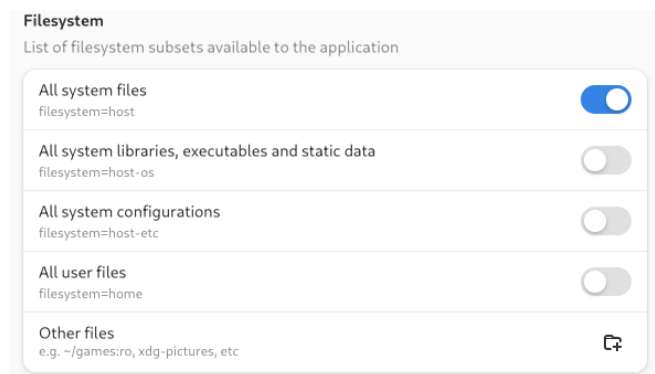 Filesystem
List of filesystem subsets available to the application
All system files
filesystem=host
All system libraries, executables and static data
filesystem=host-os
All system configurations
filesystem=host-etc
All user files
filesystem=home
Other files
e.g. ~/games:ro, xdg-pictures, etc